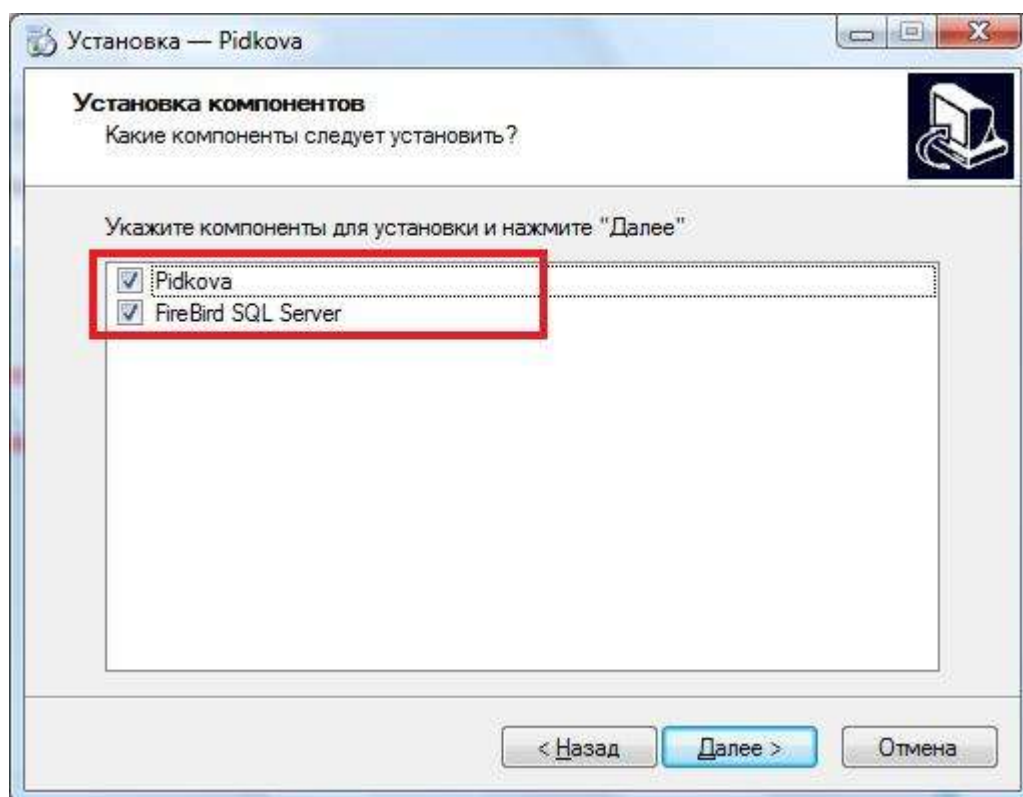 Установка — Pidkova
Установка компонентов
Какие компоненты следует установить?
Укажите компоненты для установки и нажмите "Далее"
Pidkova
FireBird SQL Server
< Назад Далее > Отмена